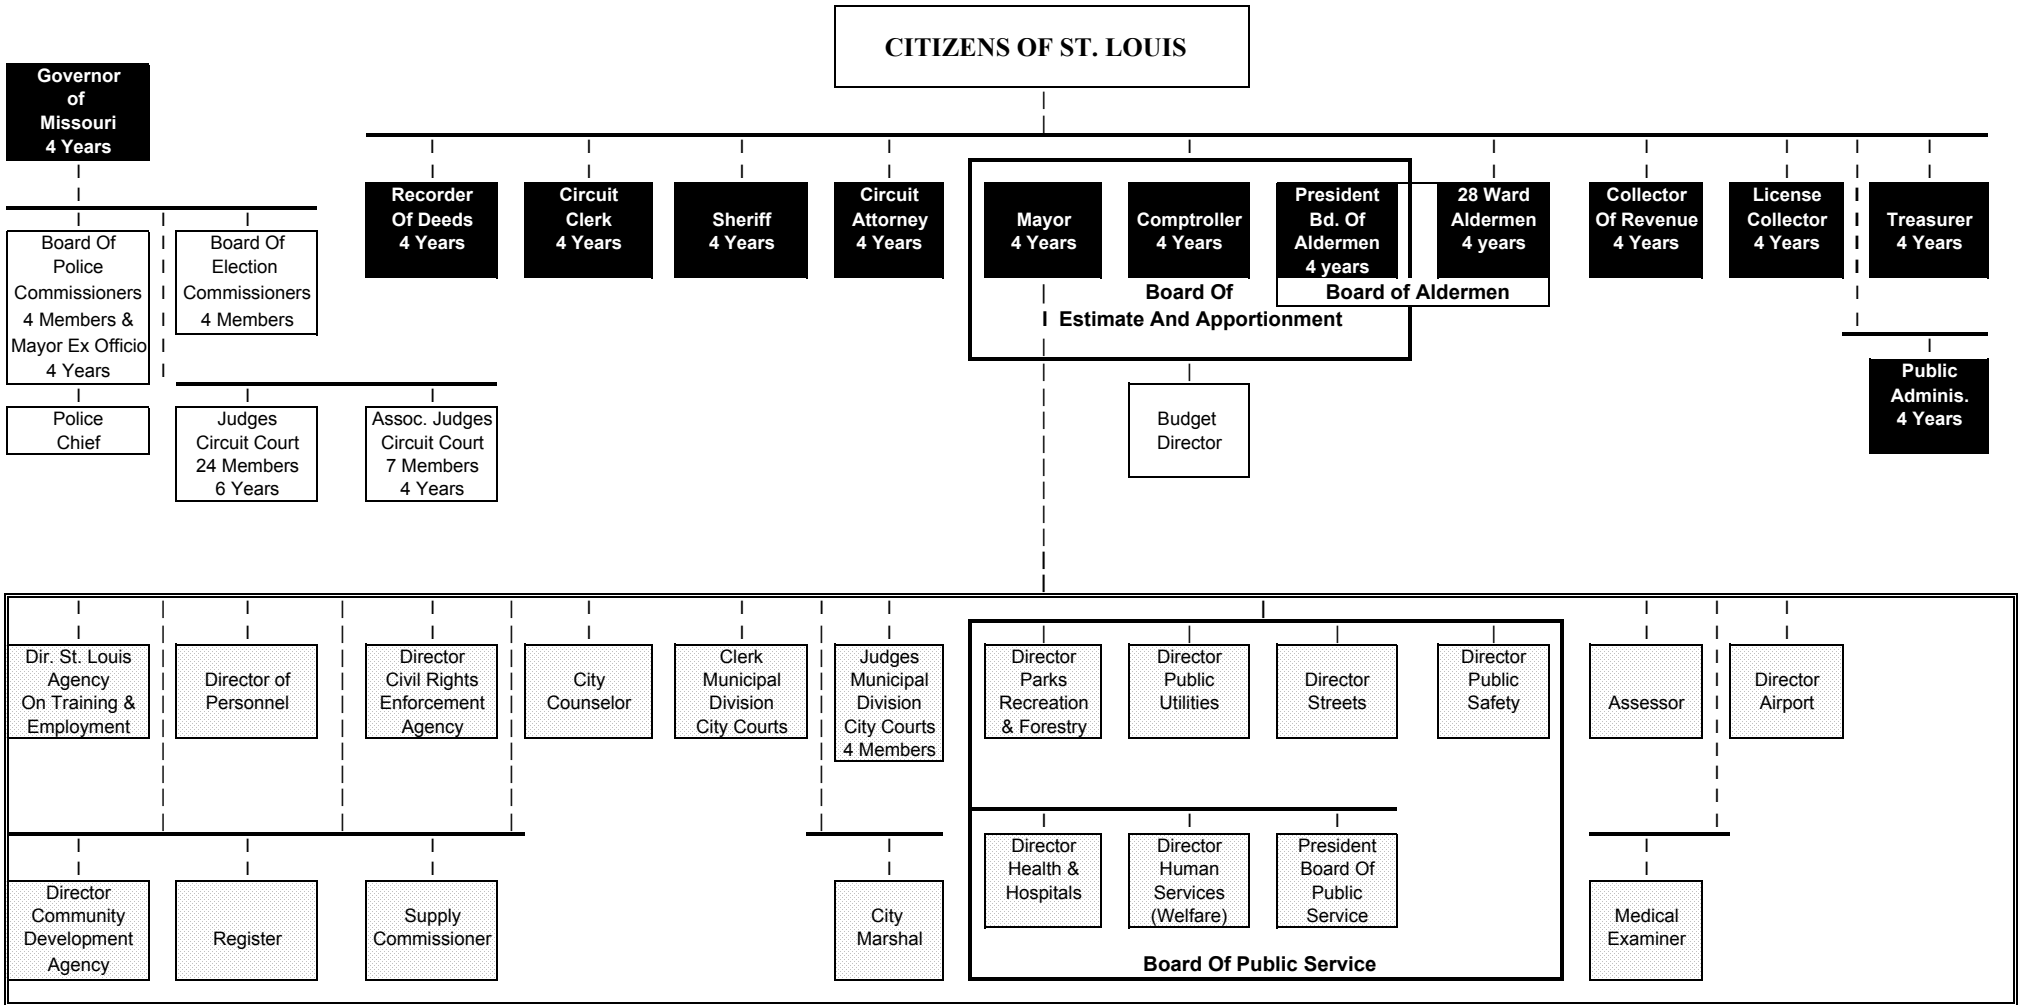 CITIZENS OF ST. LOUIS
Governor
of
Missouri
4 Years
Recorder
Of Deeds
4 Years
Circuit
Clerk
4 Years
Sheriff
4 Years
Circuit
Attorney
4 Years
Mayor
4 Years
Comptroller
4 Years
President
Bd. Of
Aldermen
4 years
28 Ward
Aldermen
4 years
Collector
Of Revenue
4 Years
License
Collector
4 Years
Treasurer
4 Years
Board Of
Estimate And Apportionment
Board of Aldermen
Board Of
Police
Commissioners
4 Members &
Mayor Ex Officio
4 Years
Board Of
Election
Commissioners
4 Members
Public
Adminis.
4 Years
Police
Chief
Judges
Circuit Court
24 Members
6 Years
Assoc. Judges
Circuit Court
7 Members
4 Years
Budget
Director
Dir. St. Louis
Agency
On Training &
Employment
Director of
Personnel
Director
Civil Rights
Enforcement
Agency
City
Counselor
Clerk
Municipal
Division
City Courts
Judges
Municipal
Division
City Courts
4 Members
Director
Parks
Recreation
& Forestry
Director
Public
Utilities
Director
Streets
Director
Public
Safety
Assessor
Director
Airport
Director
Community
Development
Agency
Register
Supply
Commissioner
City
Marshal
Director
Health &
Hospitals
Director
Human
Services
(Welfare)
President
Board Of
Public
Service
Board Of Public Service
Medical
Examiner